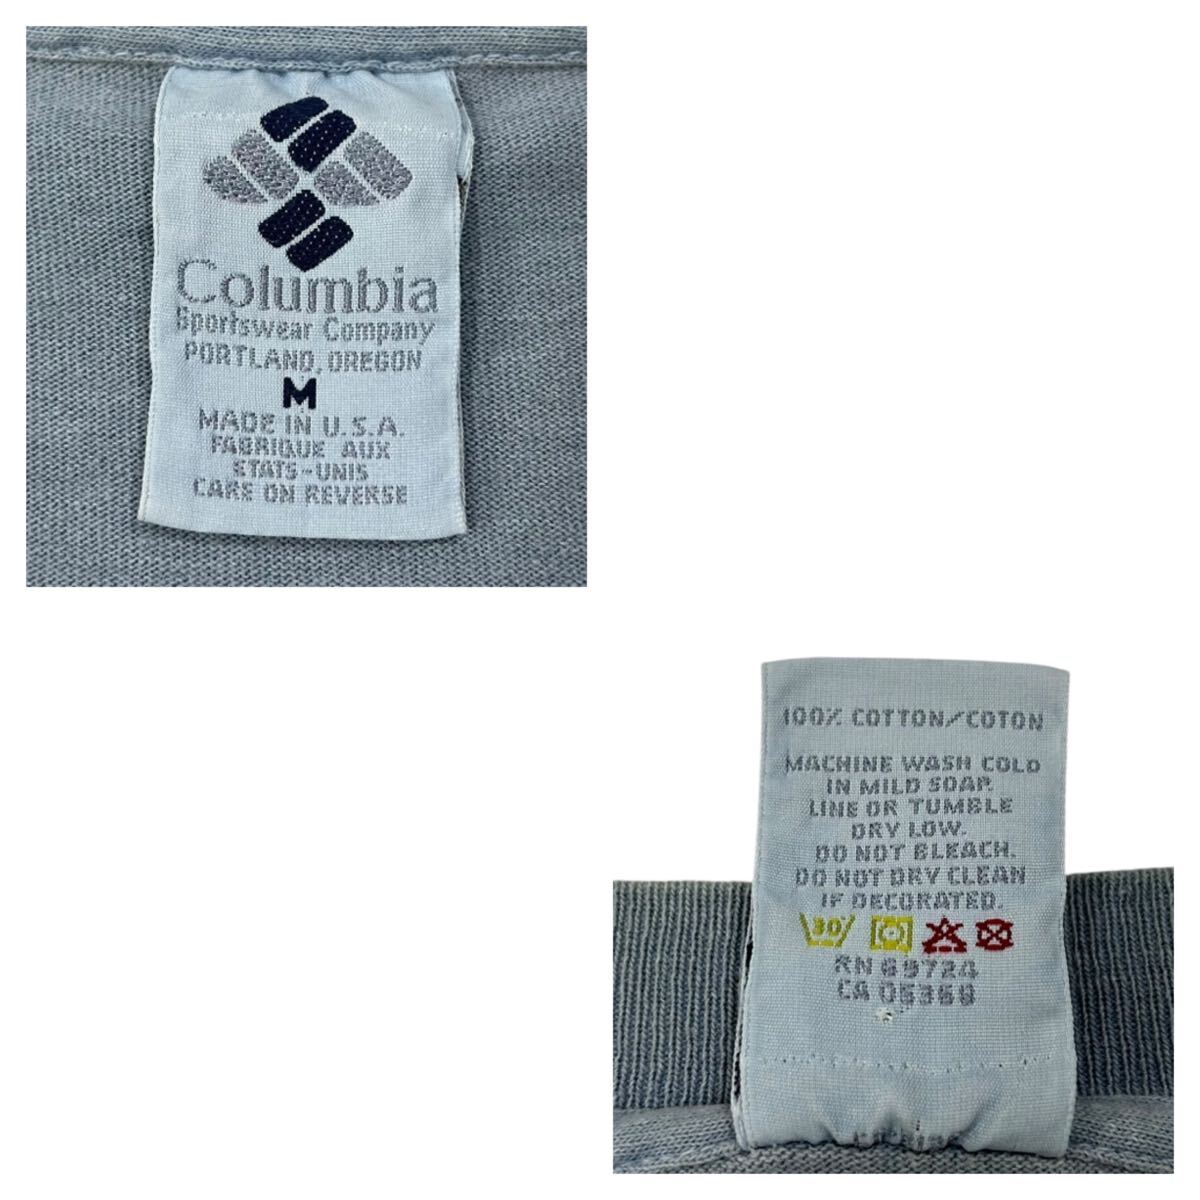 Columbia
Sportswear Company
PORTLAND, OREGON
M
MADE IN U.S.A.
FABRIQUE AUX
ETATS-UNIS
CARE ON REVERSE
100% COTTON/COTON
MACHINE WASH COLD
IN MILD SOAP.
LINE OR TUMBLE
DRY LOW.
DO NOT BLEACH.
DO NOT DRY CLEAN
IF DECORATED.
30
RN 69724
CA 05369